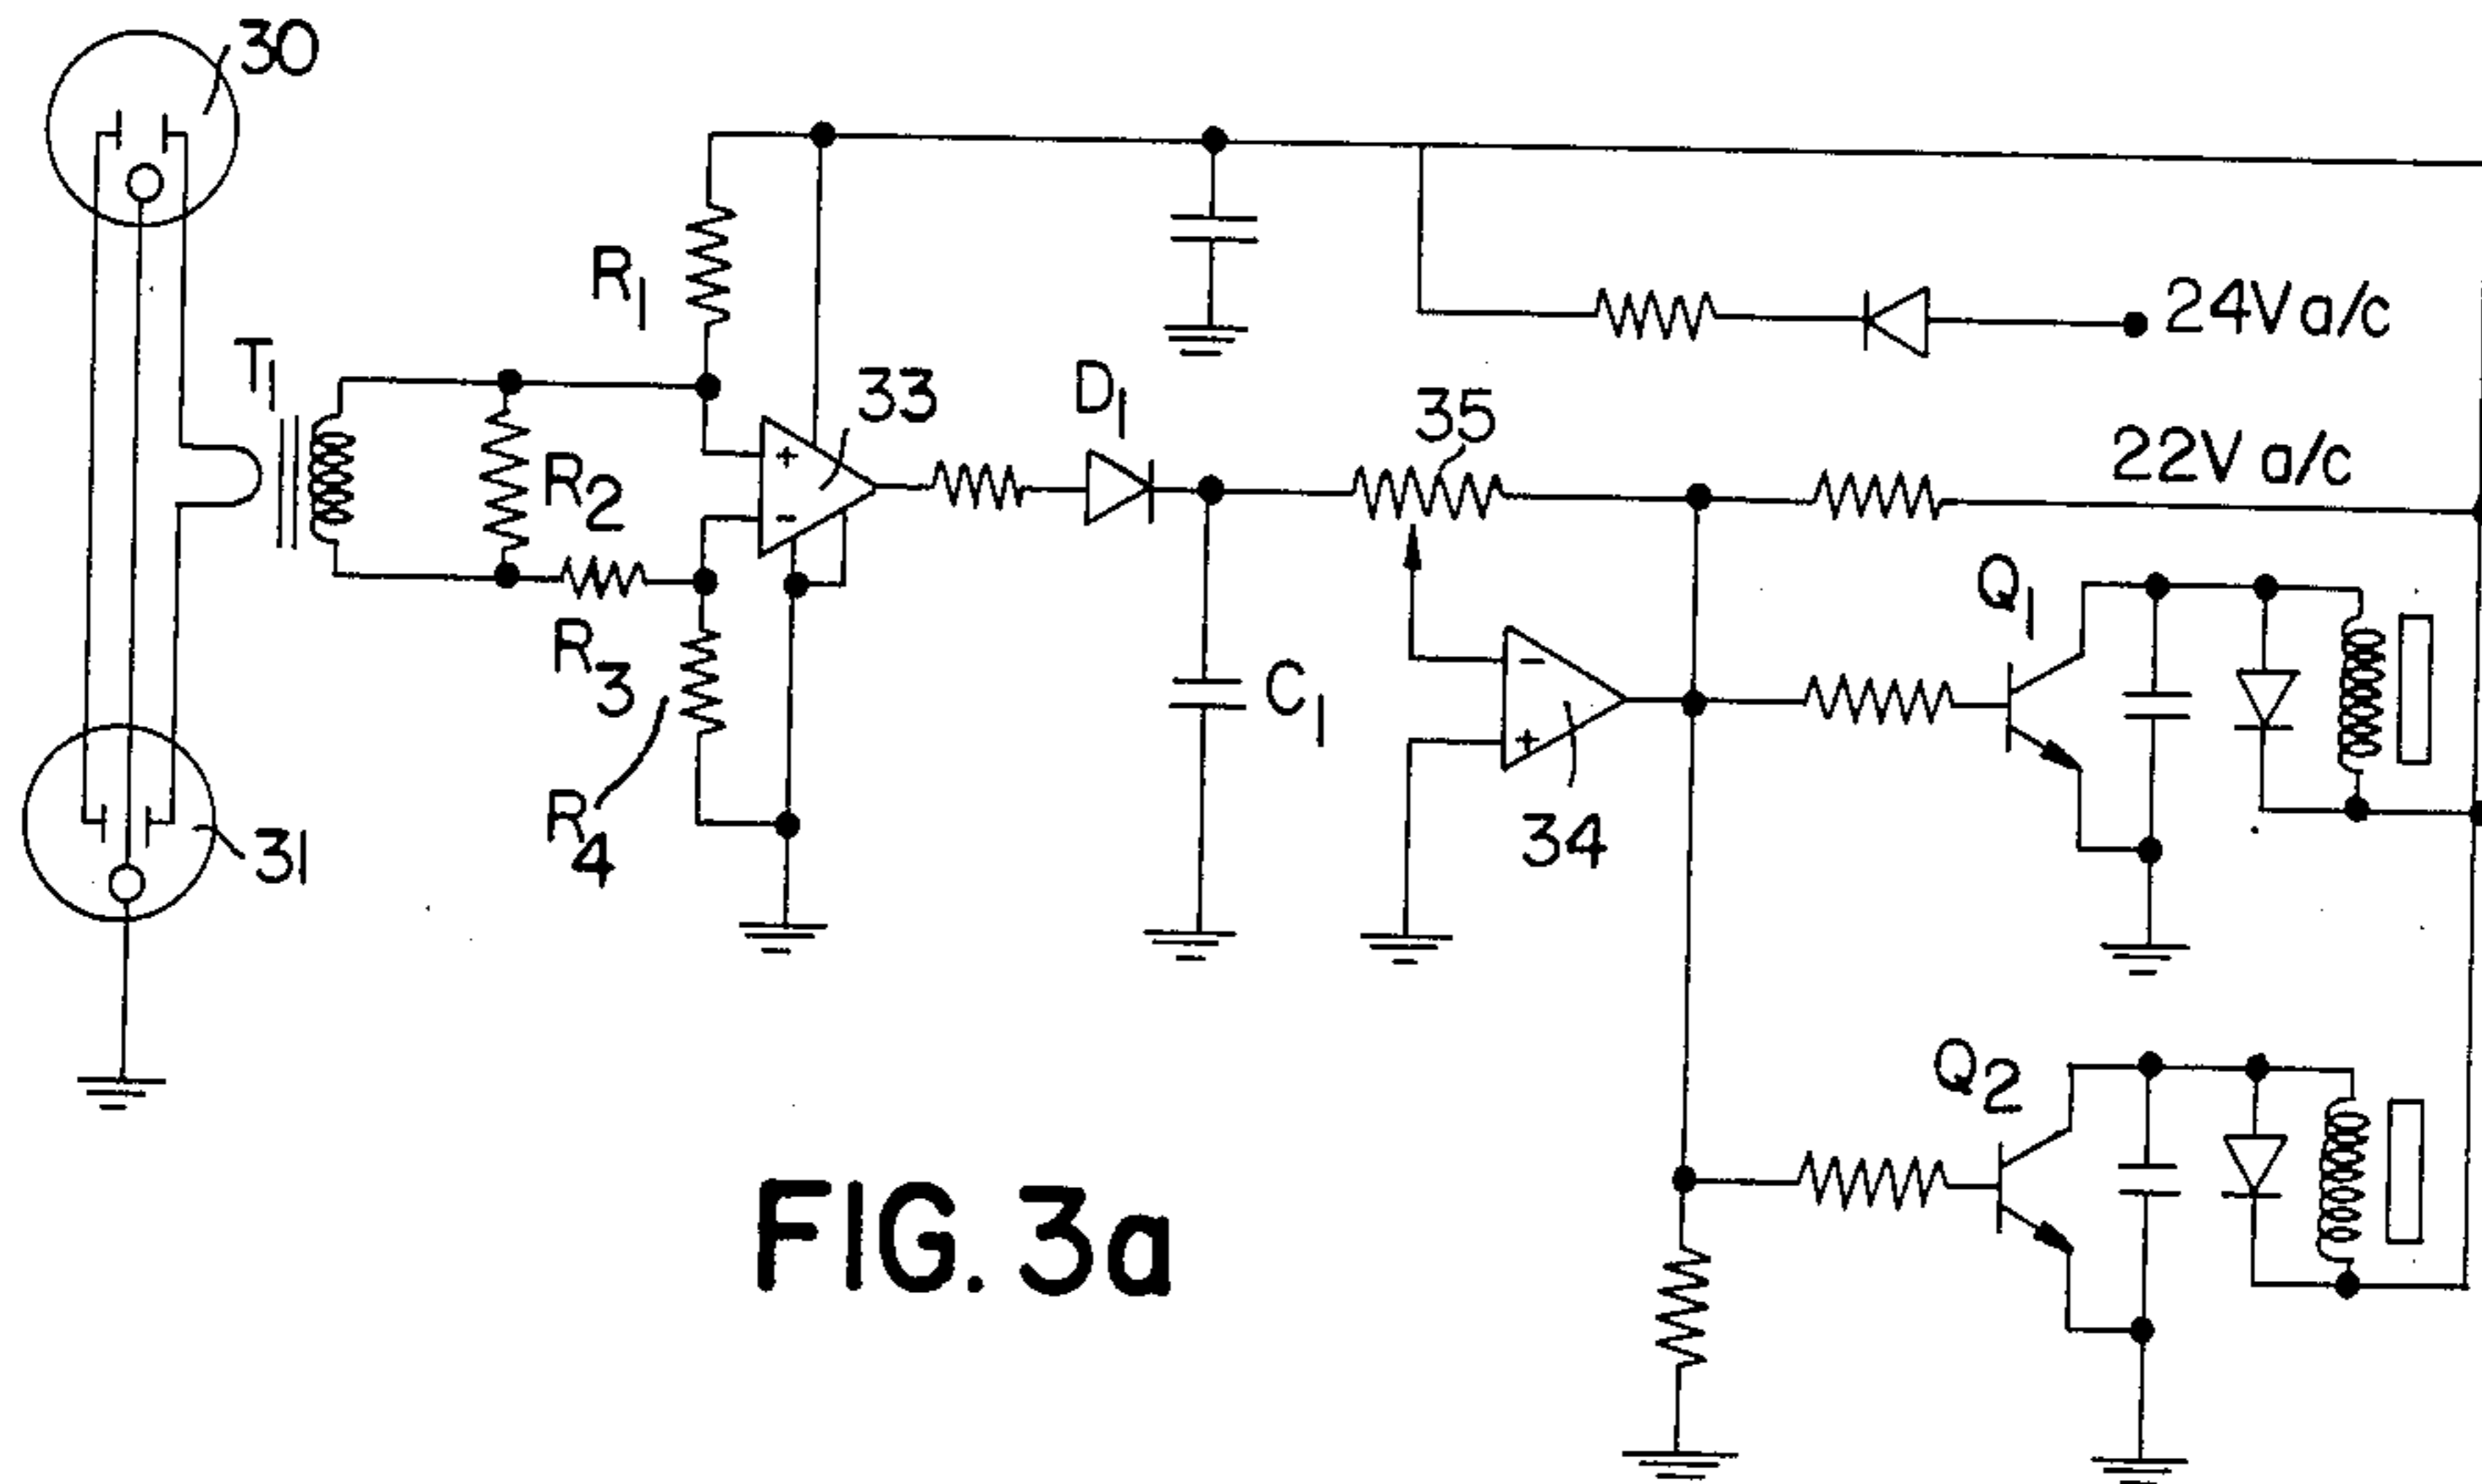 30
R1
24V a/c
T1
33
D1
35
22V a/c
R2
+
-
Q1
R3
C1
-
+
R4
34
31
Q2
FIG. 3a